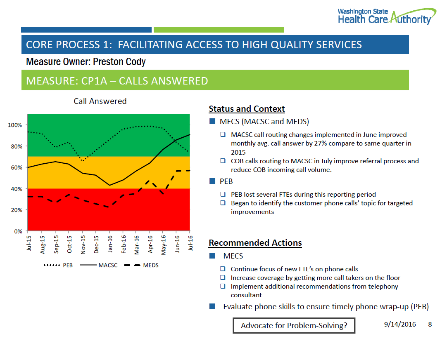 Washington State
Health Care Authority
CORE PROCESS 1: FACILITATING ACCESS TO HIGH QUALITY SERVICES
Measure Owner: Preston Cody
MEASURE: CP1A – CALLS ANSWERED
Call Answered
100%
80%
60%
40%
20%
0%
Jul-15
Aug-15
Sep-15
Oct-15
Nov-15
Dec-15
Jan-16
Feb-16
Mar-16
Apr-16
May-16
Jun-16
Jul-16
PEB MACSC MEDS
Status and Context
MECS (MACSC and MEDS)
MACSC call routing changes implemented in June improved
monthly avg. call answer by 27% compare to same quarter in
2015
COB calls routing to MACSC in July improve referral process and
reduce COB incoming call volume.
PEB
PEB lost several FTEs during this reporting period
Began to identify the customer phone calls' topic for targeted
improvements
Recommended Actions
MECS
Continue focus of new FTE's on phone calls
Increase coverage by getting more call takers on the floor
Implement additional recommendations from telephony
consultant
Evaluate phone skills to ensure timely phone wrap-up (PEB)
Advocate for Problem-Solving?
9/14/2016 8